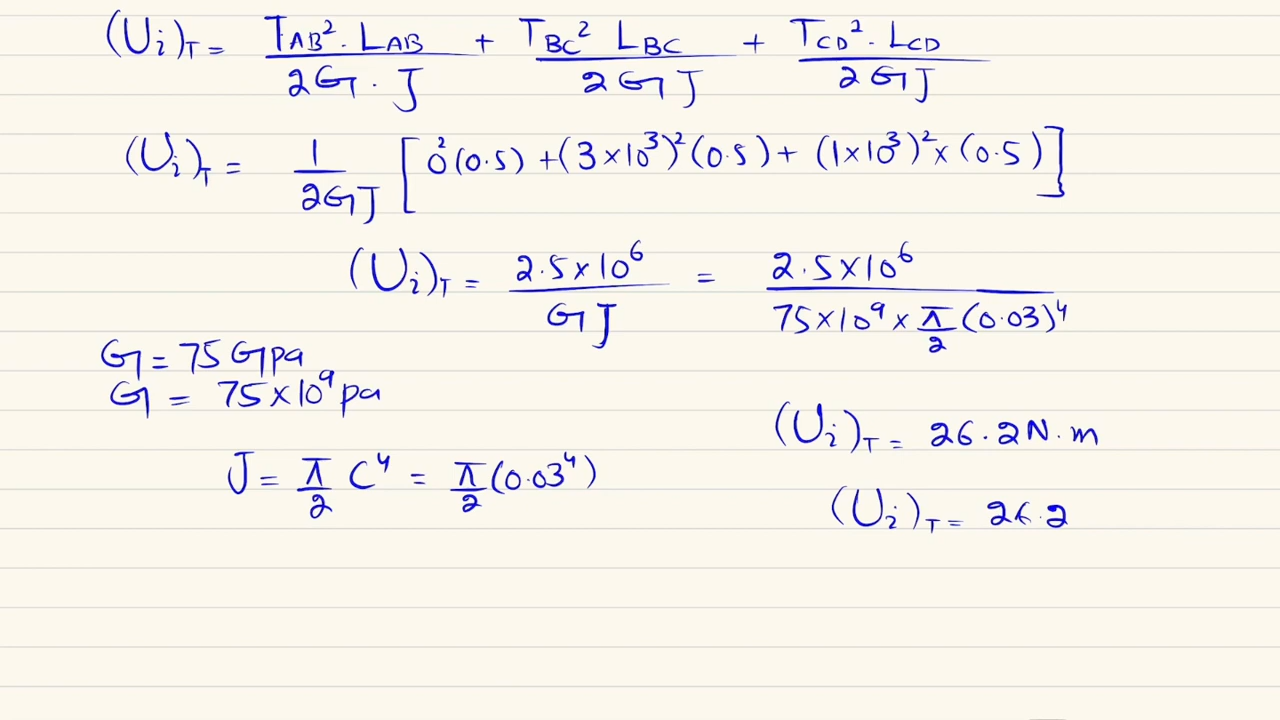 (Ui)T = TAB². LAB / 2G . J + TBC² LBC / 2GJ + TCD². LCD / 2GJ
(Ui)T = 1 / 2GJ [ 0²(0.5) + (3×10³)²(0.5) + (1×10³)²×(0.5) ]
(Ui)T = 2.5×10⁶ / GJ = 2.5×10⁶ / 75×10⁹ × π/2 (0.03)⁴
G = 75 Gpa
G = 75×10⁹ pa
(Ui)T = 26.2 N.m
J = π/2 C⁴ = π/2 (0.03⁴)
(Ui)T = 26.2